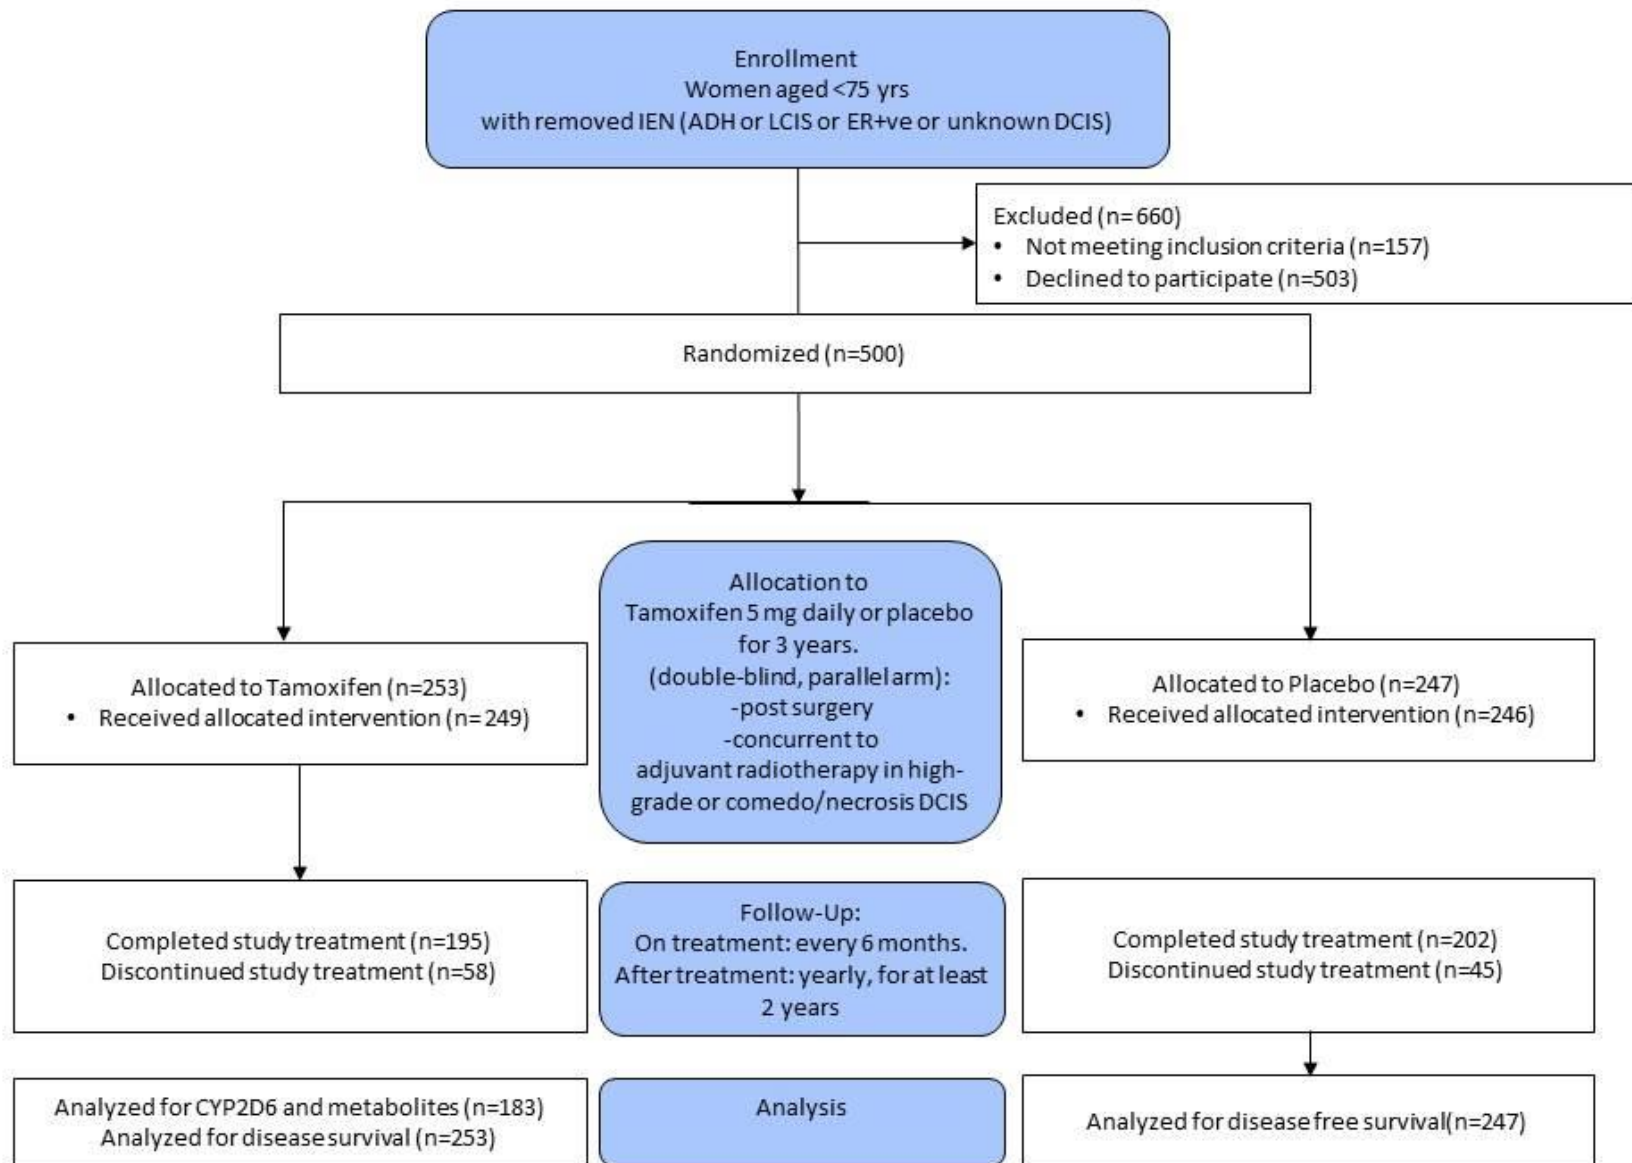 Enrollment
Women aged <75 yrs
with removed IEN (ADH or LCIS or ER+ve or unknown DCIS)
Excluded (n=660)
• Not meeting inclusion criteria (n=157)
• Declined to participate (n=503)
Randomized (n=500)
Allocation to
Tamoxifen 5 mg daily or placebo
for 3 years.
(double-blind, parallel arm):
-post surgery
-concurrent to
adjuvant radiotherapy in high-
grade or comedo/necrosis DCIS
Allocated to Tamoxifen (n=253)
• Received allocated intervention (n=249)
Allocated to Placebo (n=247)
• Received allocated intervention (n=246)
Completed study treatment (n=195)
Discontinued study treatment (n=58)
Follow-Up:
On treatment: every 6 months.
After treatment: yearly, for at least
2 years
Completed study treatment (n=202)
Discontinued study treatment (n=45)
Analyzed for CYP2D6 and metabolites (n=183)
Analyzed for disease survival (n=253)
Analysis
Analyzed for disease free survival(n=247)